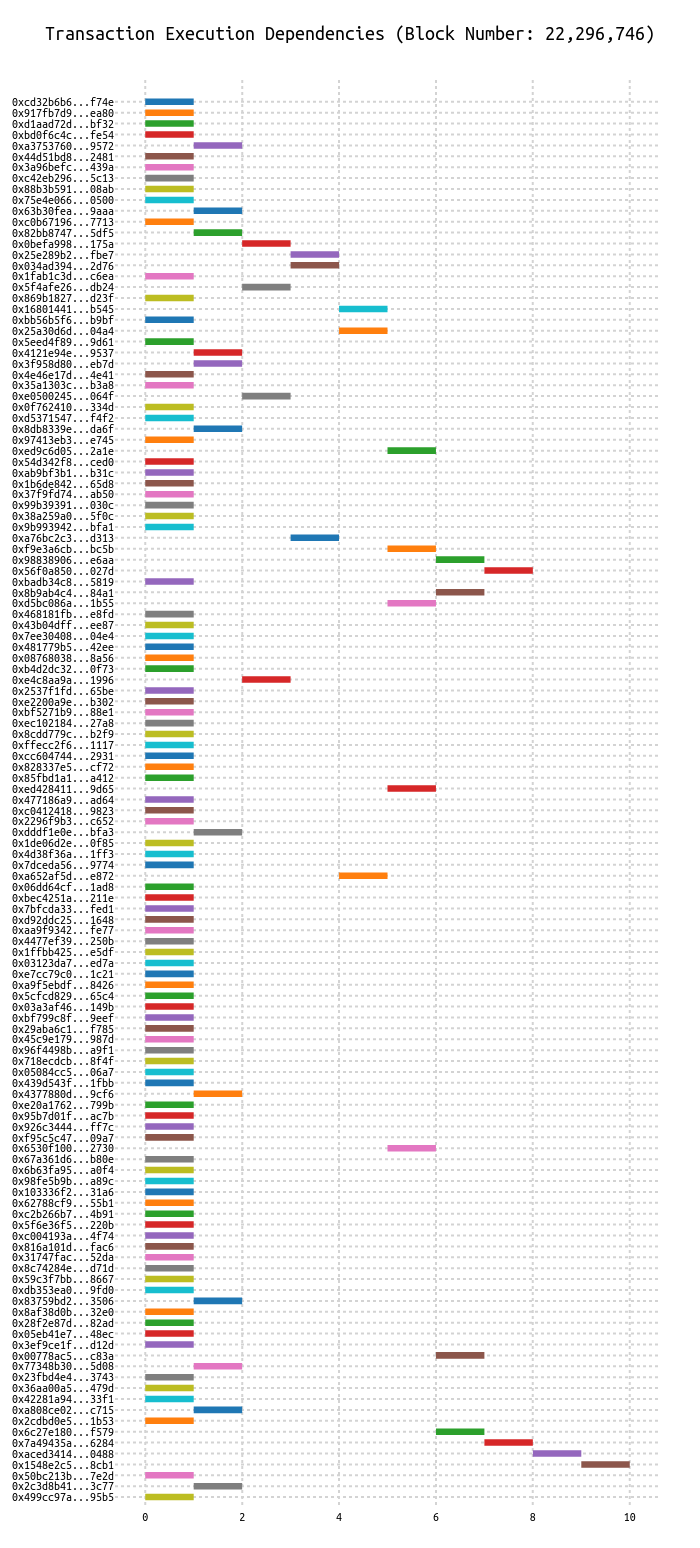 Transaction Execution Dependencies (Block Number: 22,296,746)
0xcd32b6b6...f74e
0x917fb7d9...ea80
0xd1aad72d...bf32
0xbd0f6c4c...fe54
0xa3753760...9572
0x44d51bd8...2481
0x3a96befc...439a
0xc42eb296...5c13
0x88b3b591...08ab
0x75e4e066...0500
0x63b30fea...9aaa
0xc0b67196...7713
0x82bb8747...5df5
0x0befa998...175a
0x25e289b2...fbe7
0x034ad394...2d76
0x1fab1c3d...c6ea
0x5f4afe26...db24
0x869b1827...d23f
0x16801441...b545
0xbb56b5f6...b9bf
0x25a30d6d...04a4
0x5eed4f89...9d61
0x4121e94e...9537
0x3f958d80...eb7d
0x4e46e17d...4e41
0x35a1303c...b3a8
0xe0500245...064f
0x0f762410...334d
0xd5371547...f4f2
0x8db8339e...da6f
0x97413eb3...e745
0xed9c6d05...2a1e
0x54d342f8...ced0
0xab9bf3b1...b31c
0x1b6de842...65d8
0x37f9fd74...ab50
0x99b39391...030c
0x38a259a0...5f0c
0x9b993942...bfa1
0xa76bc2c3...d313
0xf9e3a6cb...bc5b
0x98838906...e6aa
0x56f0a850...027d
0xbadb34c8...5819
0x8b9ab4c4...84a1
0xd5bc086a...1b55
0x468181fb...e8fd
0x43b04dff...ee87
0x7ee30408...04e4
0x481779b5...42ee
0x08768038...8a56
0xb4d2dc32...0f73
0xe4c8aa9a...1996
0x2537f1fd...65be
0xe2200a9e...b302
0xbf5271b9...88e1
0xec102184...27a8
0x8cdd779c...b2f9
0xffecc2f6...1117
0xcc604744...2931
0x828337e5...cf72
0x85fbd1a1...a412
0xed428411...9d65
0x477186a9...ad64
0xc0412418...9823
0x2296f9b3...c652
0xdddf1e0e...bfa3
0x1de06d2e...0f85
0x4d38f36a...1ff3
0x7dceda56...9774
0xa652af5d...e872
0x06dd64cf...1ad8
0xbec4251a...211e
0x7bfcda33...fed1
0xd92ddc25...1648
0xaa9f9342...fe77
0x4477ef39...250b
0x1ffbb425...e5df
0x03123da7...ed7a
0xe7cc79c0...1c21
0xa9f5ebdf...8426
0x5cfcd829...65c4
0x03a3af46...149b
0xbf799c8f...9eef
0x29aba6c1...f785
0x45c9e179...987d
0x96f4498b...a9f1
0x718ecdcb...8f4f
0x05084cc5...06a7
0x439d543f...1fbb
0x4377880d...9cf6
0xe20a1762...799b
0x95b7d01f...ac7b
0x926c3444...ff7c
0xf95c5c47...09a7
0x6530f100...2730
0x67a361d6...b80e
0x6b63fa95...a0f4
0x98fe5b9b...a89c
0x103336f2...31a6
0x62788cf9...55b1
0xc2b266b7...4b91
0x5f6e36f5...220b
0xc004193a...4f74
0x816a101d...fac6
0x31747fac...52da
0x8c74284e...d71d
0x59c3f7bb...8667
0xdb353ea0...9fd0
0x83759bd2...3506
0x8af38d0b...32e0
0x28f2e87d...82ad
0x05eb41e7...48ec
0x3ef9ce1f...d12d
0x00778ac5...c83a
0x77348b30...5d08
0x23fbd4e4...3743
0x36aa00a5...479d
0x42281a94...33f1
0xa808ce02...c715
0x2cdbd0e5...1b53
0x6c27e180...f579
0x7a49435a...6284
0xaced3414...0488
0x1548e2c5...8cb1
0x50bc213b...7e2d
0x2c3d8b41...3c77
0x499cc97a...95b5
0 2 4 6 8 10